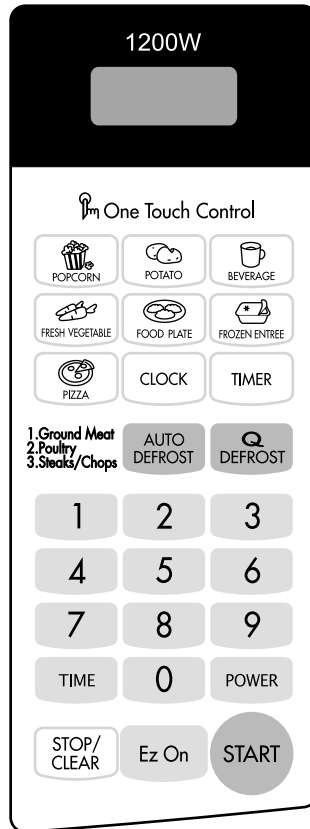 1200W
One Touch Control
POPCORN POTATO BEVERAGE
FRESH VEGETABLE FOOD PLATE FROZEN ENTREE
PIZZA CLOCK TIMER
1.Ground Meat
2.Poultry
3.Steaks/Chops
AUTO
DEFROST
Q
DEFROST
1 2 3
4 5 6
7 8 9
TIME 0 POWER
STOP/
CLEAR
Ez On
START